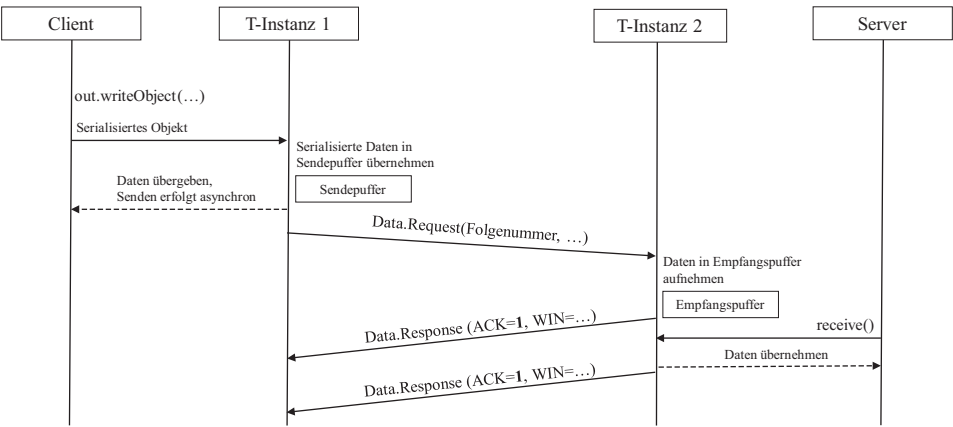 Client
T-Instanz 1
T-Instanz 2
Server
out.writeObject(…)
Serialisiertes Objekt
Serialisierte Daten in
Sendepuffer übernehmen
Sendepuffer
Daten übergeben,
Senden erfolgt asynchron
Data.Request(Folgenummer, …)
Daten in Empfangspuffer
aufnehmen
Empfangspuffer
Data.Response (ACK=1, WIN=…)
receive()
Daten übernehmen
Data.Response (ACK=1, WIN=…)